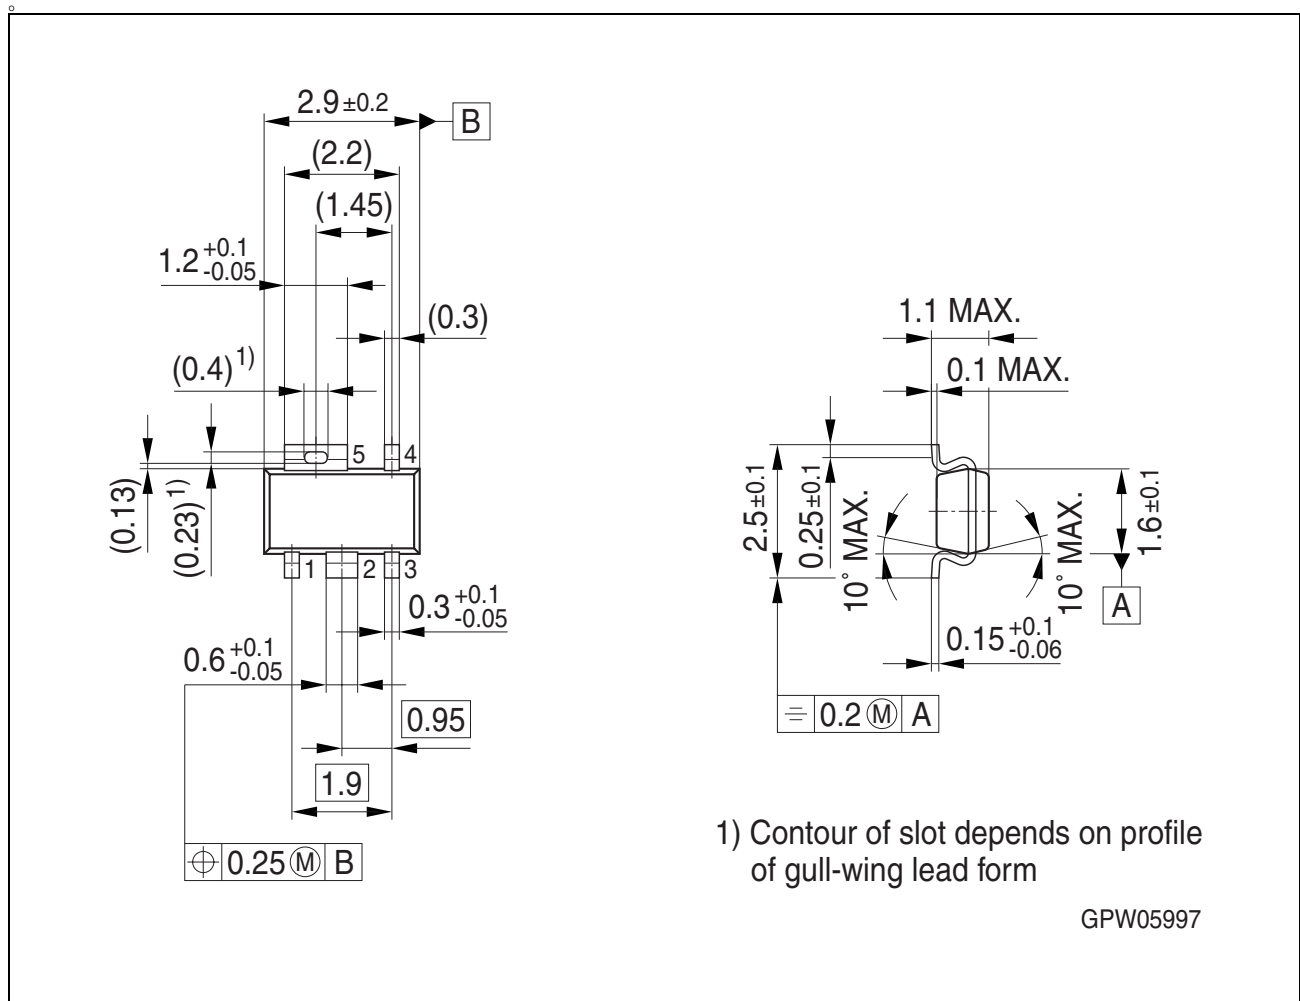 2.9 ±0.2
B
(2.2)
(1.45)
1.2 +0.1 -0.05
(0.3)
(0.4) 1)
5
4
(0.13)
(0.23) 1)
1
2
3
0.3 +0.1 -0.05
0.6 +0.1 -0.05
0.95
1.9
⌖ 0.25 Ⓜ B
1.1 MAX.
0.1 MAX.
2.5±0.1
0.25±0.1
10° MAX.
10° MAX.
1.6±0.1
A
0.15 +0.1 -0.06
⌯ 0.2 Ⓜ A
1) Contour of slot depends on profile
of gull-wing lead form
GPW05997